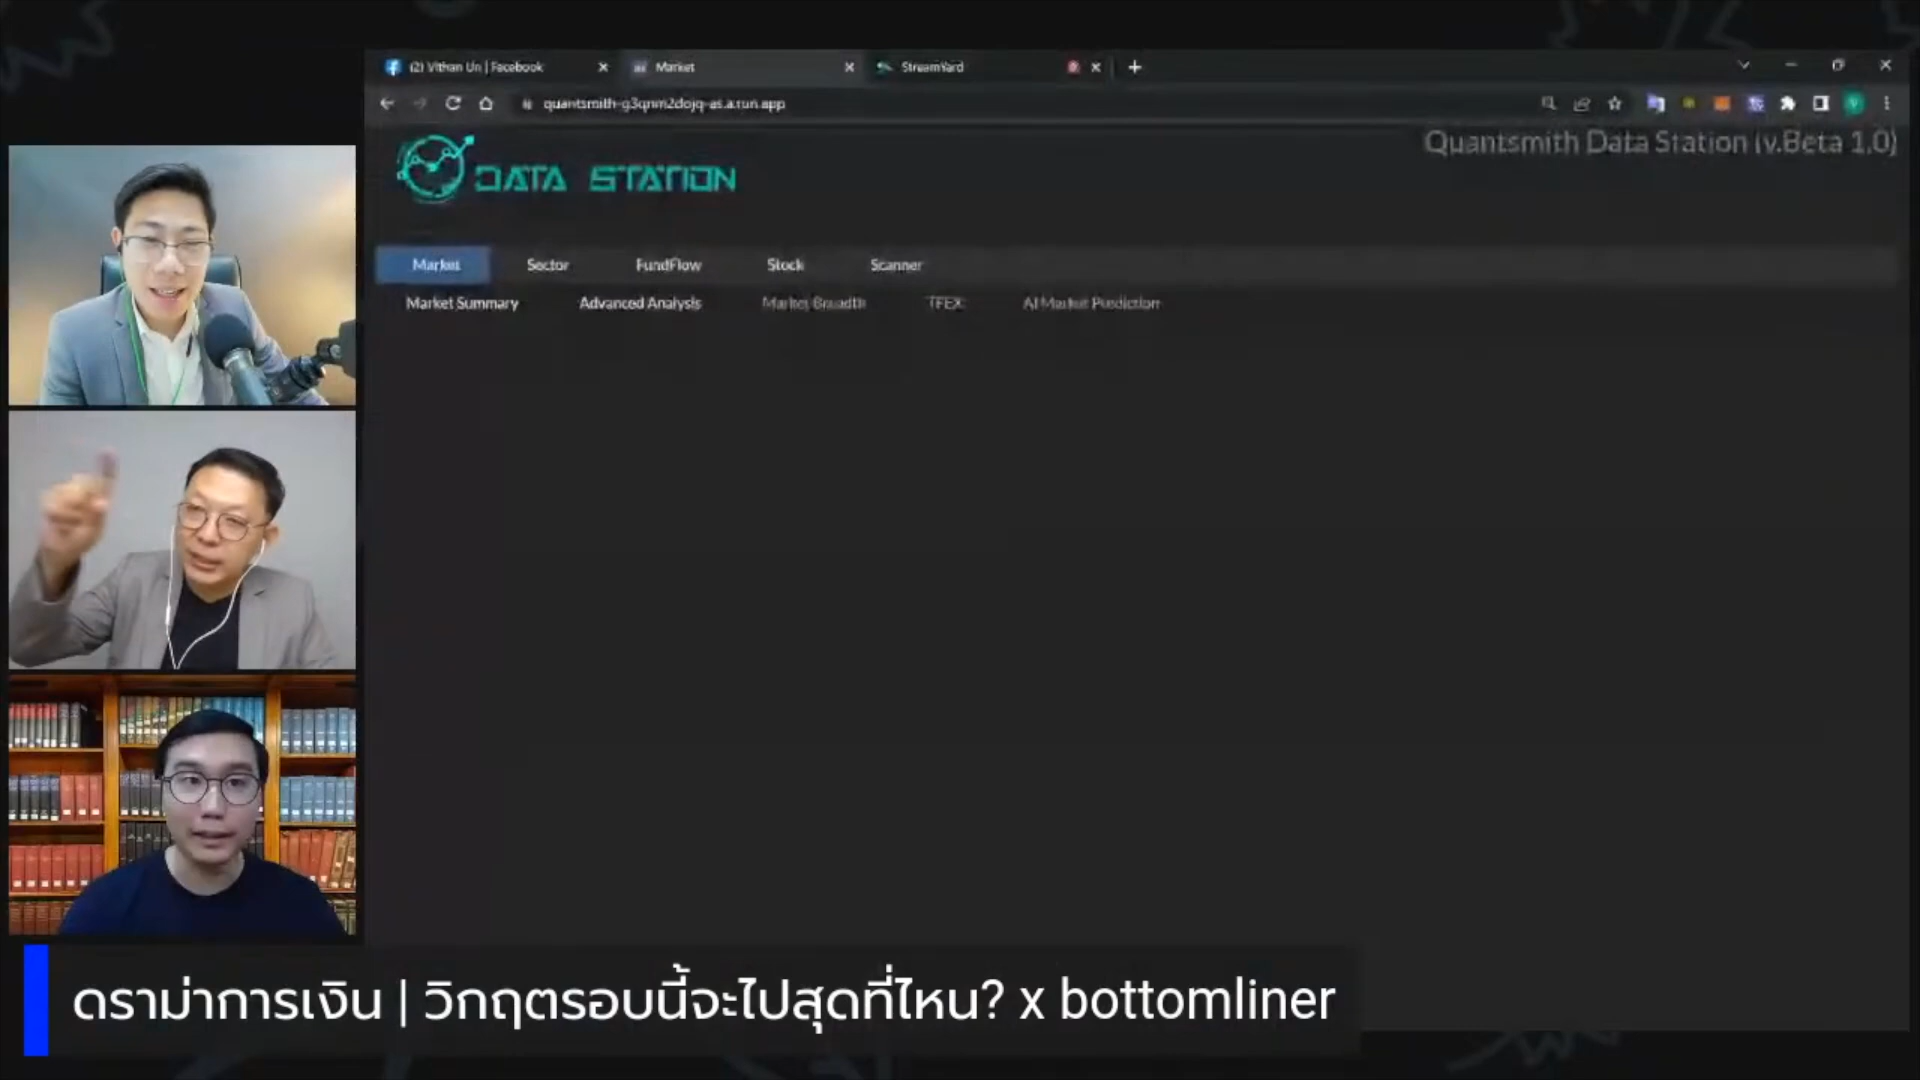 (2) Vithan Un | Facebook
Market
StreamYard
quantsmith-g3qnm2dojq-as.a.run.app
DATA STATION
Quantsmith Data Station (v.Beta 1.0)
Market Sector FundFlow Stock Scanner
Market Summary Advanced Analysis Market Breadth TFEX AI Market Prediction
ดราม่าการเงิน | วิกฤตรอบนี้จะไปสุดที่ไหน? x bottomliner